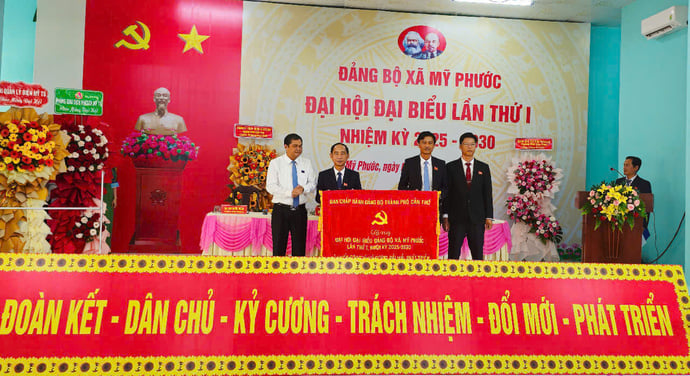 ĐẢNG BỘ XÃ MỸ PHƯỚC
ĐẠI HỘI ĐẠI BIỂU LẦN THỨ I
NHIỆM KỲ 2025 - 2030
Mỹ Phước, ngày
BAN CHẤP HÀNH ĐẢNG BỘ THÀNH PHỐ CẦN THƠ
ĐẠI HỘI ĐẠI BIỂU ĐẢNG BỘ XÃ MỸ PHƯỚC
LẦN THỨ I, NHIỆM KỲ 2025-2030
ĐOÀN KẾT - DÂN CHỦ - KỶ CƯƠNG - TRÁCH NHIỆM - ĐỔI MỚI - PHÁT TRIỂN